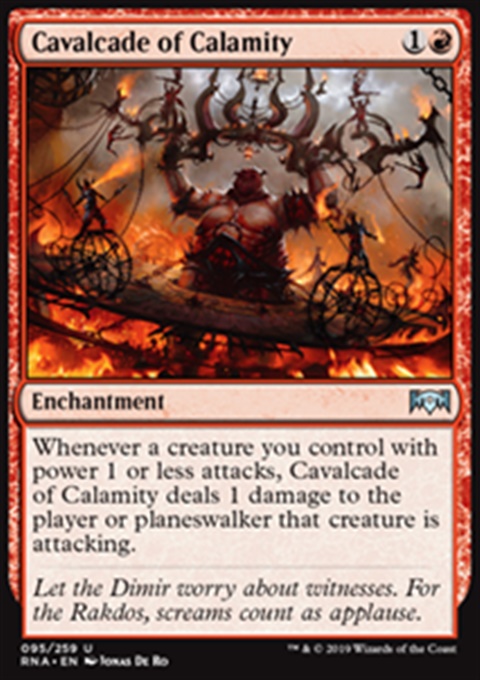 Cavalcade of Calamity 1
Enchantment
Whenever a creature you control with
power 1 or less attacks, Cavalcade
of Calamity deals 1 damage to the
player or planeswalker that creature is
attacking.
Let the Dimir worry about witnesses. For
the Rakdos, screams count as applause.
095/259 U
RNA • EN Jonas De Ro
™ & © 2019 Wizards of the Coast